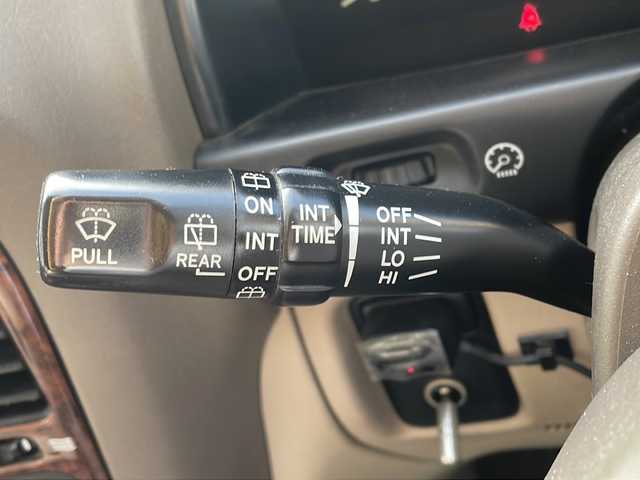 PULL
REAR
ON
INT
OFF
INT
TIME
OFF
INT
LO
HI